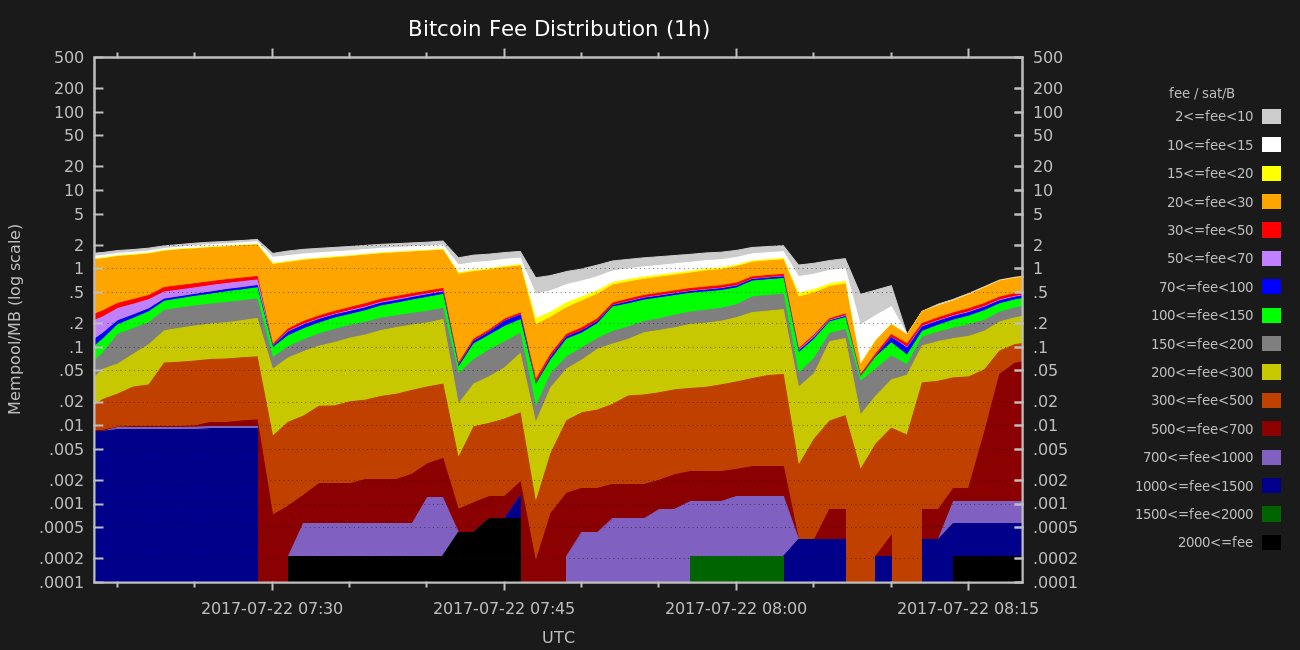 Bitcoin Fee Distribution (1h)
Mempool/MB (log scale)
500
200
100
50
20
10
5
2
1
.5
.2
.1
.05
.02
.01
.005
.002
.001
.0005
.0002
.0001
500
200
100
50
20
10
5
2
1
.5
.2
.1
.05
.02
.01
.005
.002
.001
.0005
.0002
.0001
2017-07-22 07:30
2017-07-22 07:45
2017-07-22 08:00
2017-07-22 08:15
UTC
fee / sat/B
2<=fee<10
10<=fee<15
15<=fee<20
20<=fee<30
30<=fee<50
50<=fee<70
70<=fee<100
100<=fee<150
150<=fee<200
200<=fee<300
300<=fee<500
500<=fee<700
700<=fee<1000
1000<=fee<1500
1500<=fee<2000
2000<=fee